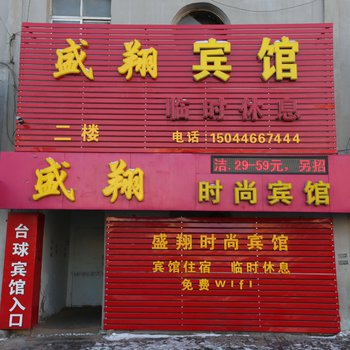 盛翔宾馆
临时休息
二楼
电话：15044667444
洁.29-59元,另招
盛翔
时尚宾馆
盛翔时尚宾馆
宾馆住宿 临时休息
免费WIFI
台球宾馆入口